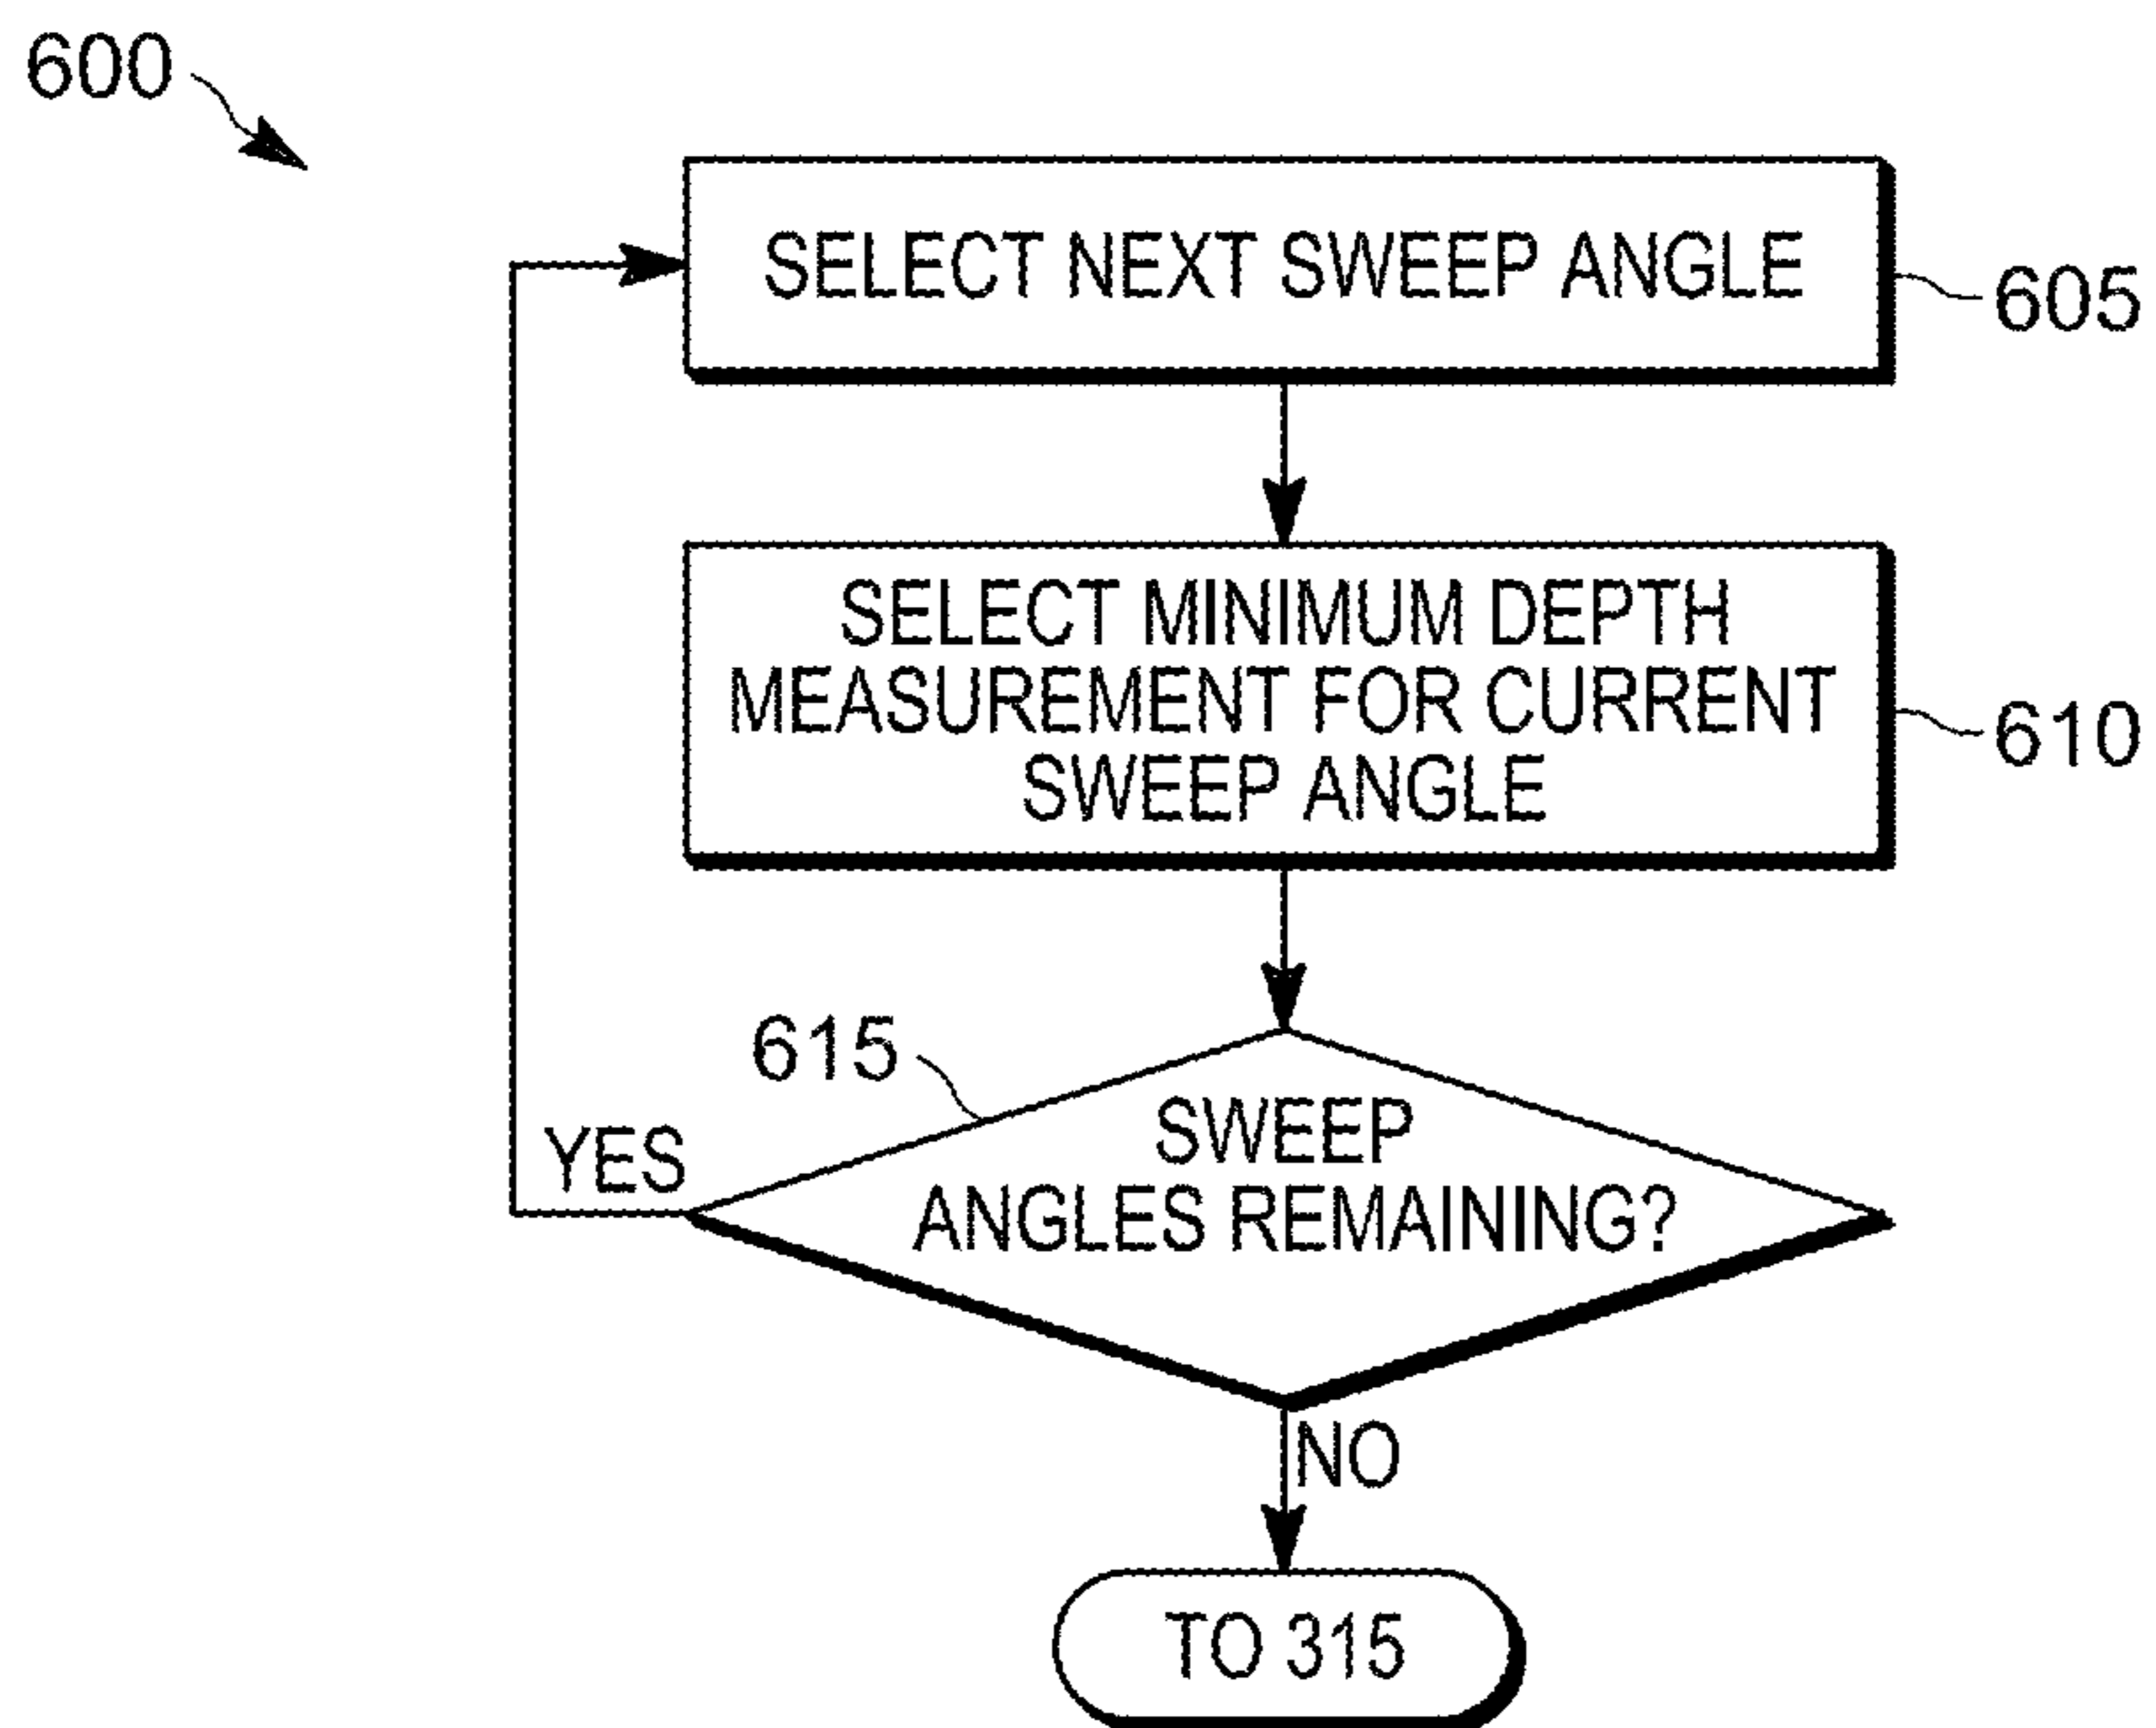 600
SELECT NEXT SWEEP ANGLE
605
SELECT MINIMUM DEPTH
MEASUREMENT FOR CURRENT
SWEEP ANGLE
610
615
YES
SWEEP
ANGLES REMAINING?
NO
TO 315